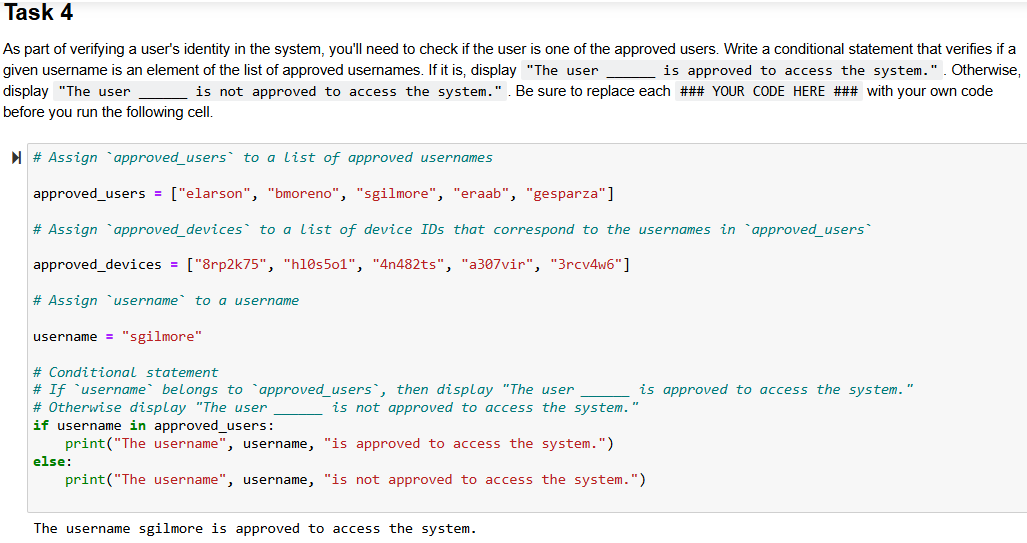 Task 4
As part of verifying a user's identity in the system, you'll need to check if the user is one of the approved users. Write a conditional statement that verifies if a
given username is an element of the list of approved usernames. If it is, display "The user ______ is approved to access the system." . Otherwise,
display "The user ______ is not approved to access the system." . Be sure to replace each ### YOUR CODE HERE ### with your own code
before you run the following cell.
# Assign `approved_users` to a list of approved usernames
approved_users = ["elarson", "bmoreno", "sgilmore", "eraab", "gesparza"]
# Assign `approved_devices` to a list of device IDs that correspond to the usernames in `approved_users`
approved_devices = ["8rp2k75", "hl0s5o1", "4n482ts", "a307vir", "3rcv4w6"]
# Assign `username` to a username
username = "sgilmore"
# Conditional statement
# If `username` belongs to `approved_users`, then display "The user ______ is approved to access the system."
# Otherwise display "The user ______ is not approved to access the system."
if username in approved_users:
    print("The username", username, "is approved to access the system.")
else:
    print("The username", username, "is not approved to access the system.")
The username sgilmore is approved to access the system.